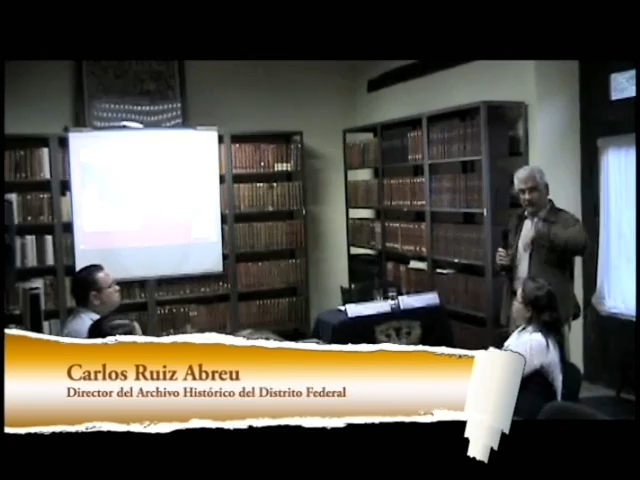 Carlos Ruiz Abreu
Director del Archivo Histórico del Distrito Federal